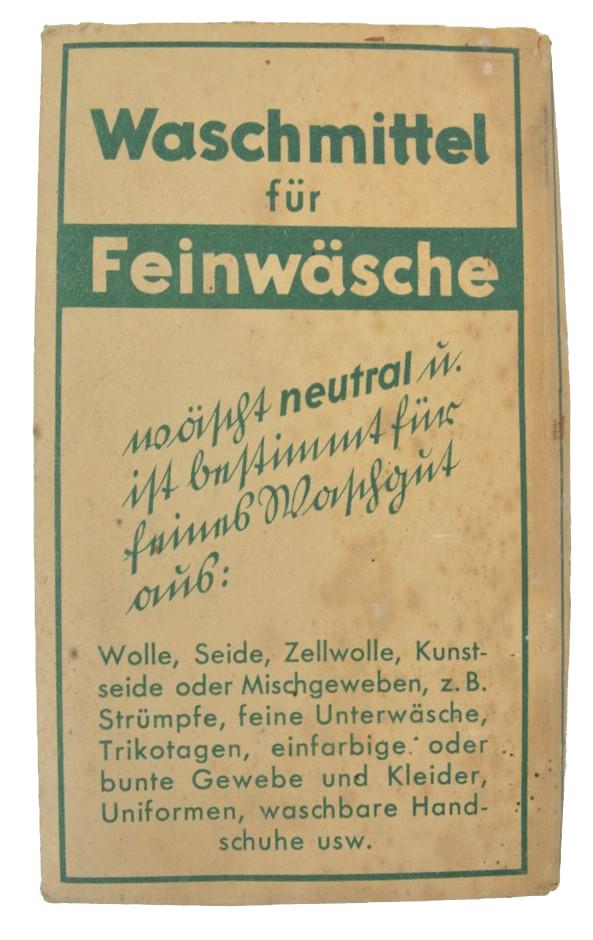 Waschmittel
für
Feinwäsche
wäscht neutral u.
ist bestimmt für
feines Waschgut
aus:
Wolle, Seide, Zellwolle, Kunst-
seide oder Mischgeweben, z. B.
Strümpfe, feine Unterwäsche,
Trikotagen, einfarbige oder
bunte Gewebe und Kleider,
Uniformen, waschbare Hand-
schuhe usw.